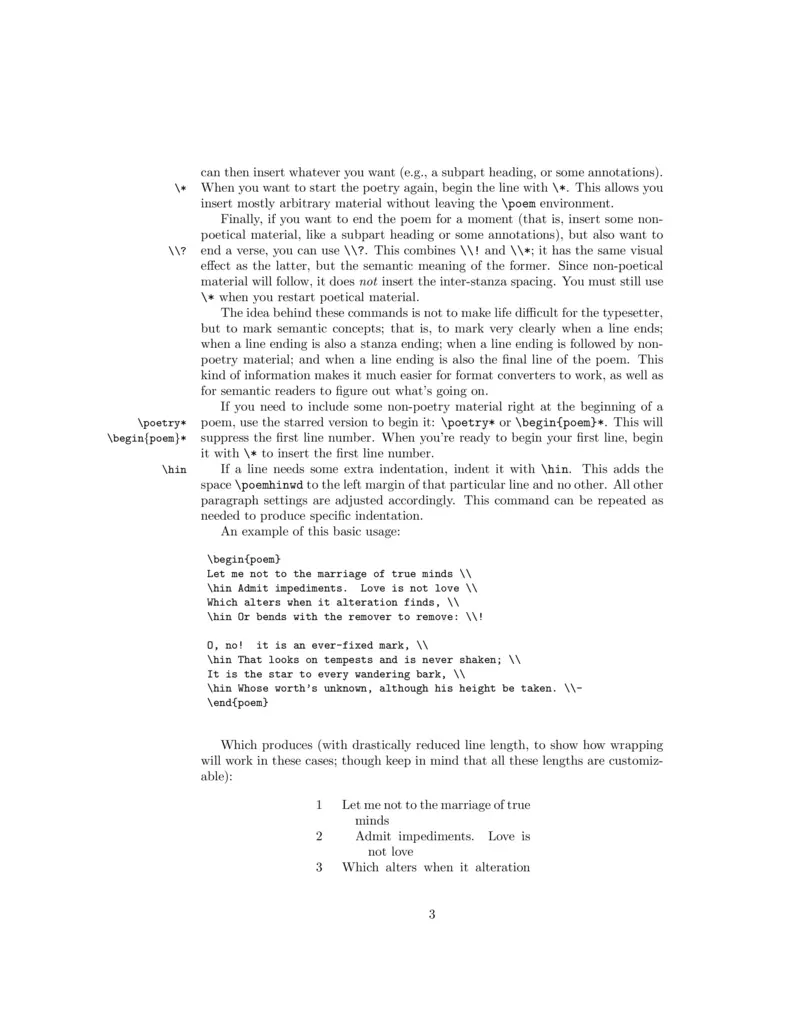 can then insert whatever you want (e.g., a subpart heading, or some annotations).
\* When you want to start the poetry again, begin the line with \*. This allows you
insert mostly arbitrary material without leaving the \poem environment.
Finally, if you want to end the poem for a moment (that is, insert some non-
poetical material, like a subpart heading or some annotations), but also want to
\\? end a verse, you can use \\?. This combines \\! and \\*; it has the same visual
effect as the latter, but the semantic meaning of the former. Since non-poetical
material will follow, it does not insert the inter-stanza spacing. You must still use
\* when you restart poetical material.
The idea behind these commands is not to make life difficult for the typesetter,
but to mark semantic concepts; that is, to mark very clearly when a line ends;
when a line ending is also a stanza ending; when a line ending is followed by non-
poetry material; and when a line ending is also the final line of the poem. This
kind of information makes it much easier for format converters to work, as well as
for semantic readers to figure out what's going on.
If you need to include some non-poetry material right at the beginning of a
\poetry* poem, use the starred version to begin it: \poetry* or \begin{poem}*. This will
\begin{poem}* suppress the first line number. When you're ready to begin your first line, begin
it with \* to insert the first line number.
\hin If a line needs some extra indentation, indent it with \hin. This adds the
space \poemhinwd to the left margin of that particular line and no other. All other
paragraph settings are adjusted accordingly. This command can be repeated as
needed to produce specific indentation.
An example of this basic usage:
\begin{poem}
Let me not to the marriage of true minds \\
\hin Admit impediments. Love is not love \\
Which alters when it alteration finds, \\
\hin Or bends with the remover to remove: \\!
O, no! it is an ever-fixed mark, \\
\hin That looks on tempests and is never shaken; \\
It is the star to every wandering bark, \\
\hin Whose worth's unknown, although his height be taken. \\-
\end{poem}
Which produces (with drastically reduced line length, to show how wrapping
will work in these cases; though keep in mind that all these lengths are customiz-
able):
1 Let me not to the marriage of true
minds
2 Admit impediments. Love is
not love
3 Which alters when it alteration
3